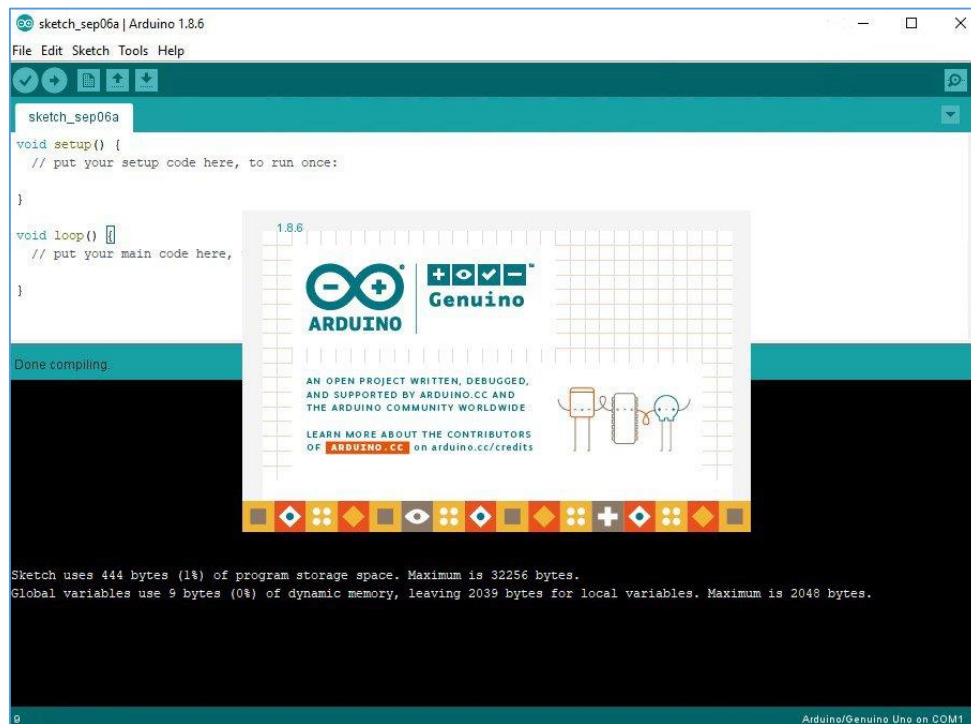 sketch_sep06a | Arduino 1.8.6
File Edit Sketch Tools Help
sketch_sep06a
void setup() {
// put your setup code here, to run once:
}
void loop() {
// put your main code here,
}
1.8.6
ARDUINO
Genuino
™
AN OPEN PROJECT WRITTEN, DEBUGGED,
AND SUPPORTED BY ARDUINO.CC AND
THE ARDUINO COMMUNITY WORLDWIDE
LEARN MORE ABOUT THE CONTRIBUTORS
OF ARDUINO.CC on arduino.cc/credits
Done compiling.
Sketch uses 444 bytes (1%) of program storage space. Maximum is 32256 bytes.
Global variables use 9 bytes (0%) of dynamic memory, leaving 2039 bytes for local variables. Maximum is 2048 bytes.
9
Arduino/Genuino Uno on COM1